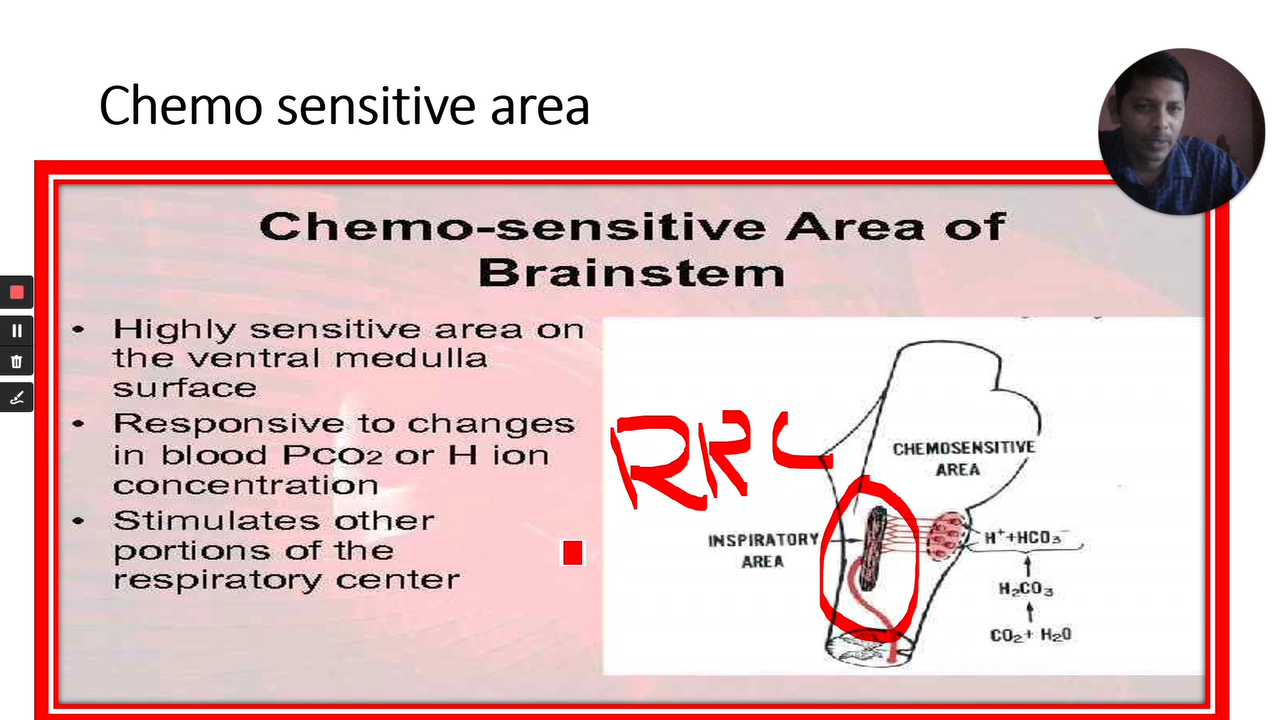 Chemo sensitive area
Chemo-sensitive Area of
Brainstem
• Highly sensitive area on
the ventral medulla
surface
• Responsive to changes
in blood PCO2 or H ion
concentration
• Stimulates other
portions of the
respiratory center
CHEMOSENSITIVE
AREA
INSPIRATORY
AREA
H⁺+HCO₃⁻
H₂CO₃
CO₂+ H₂O